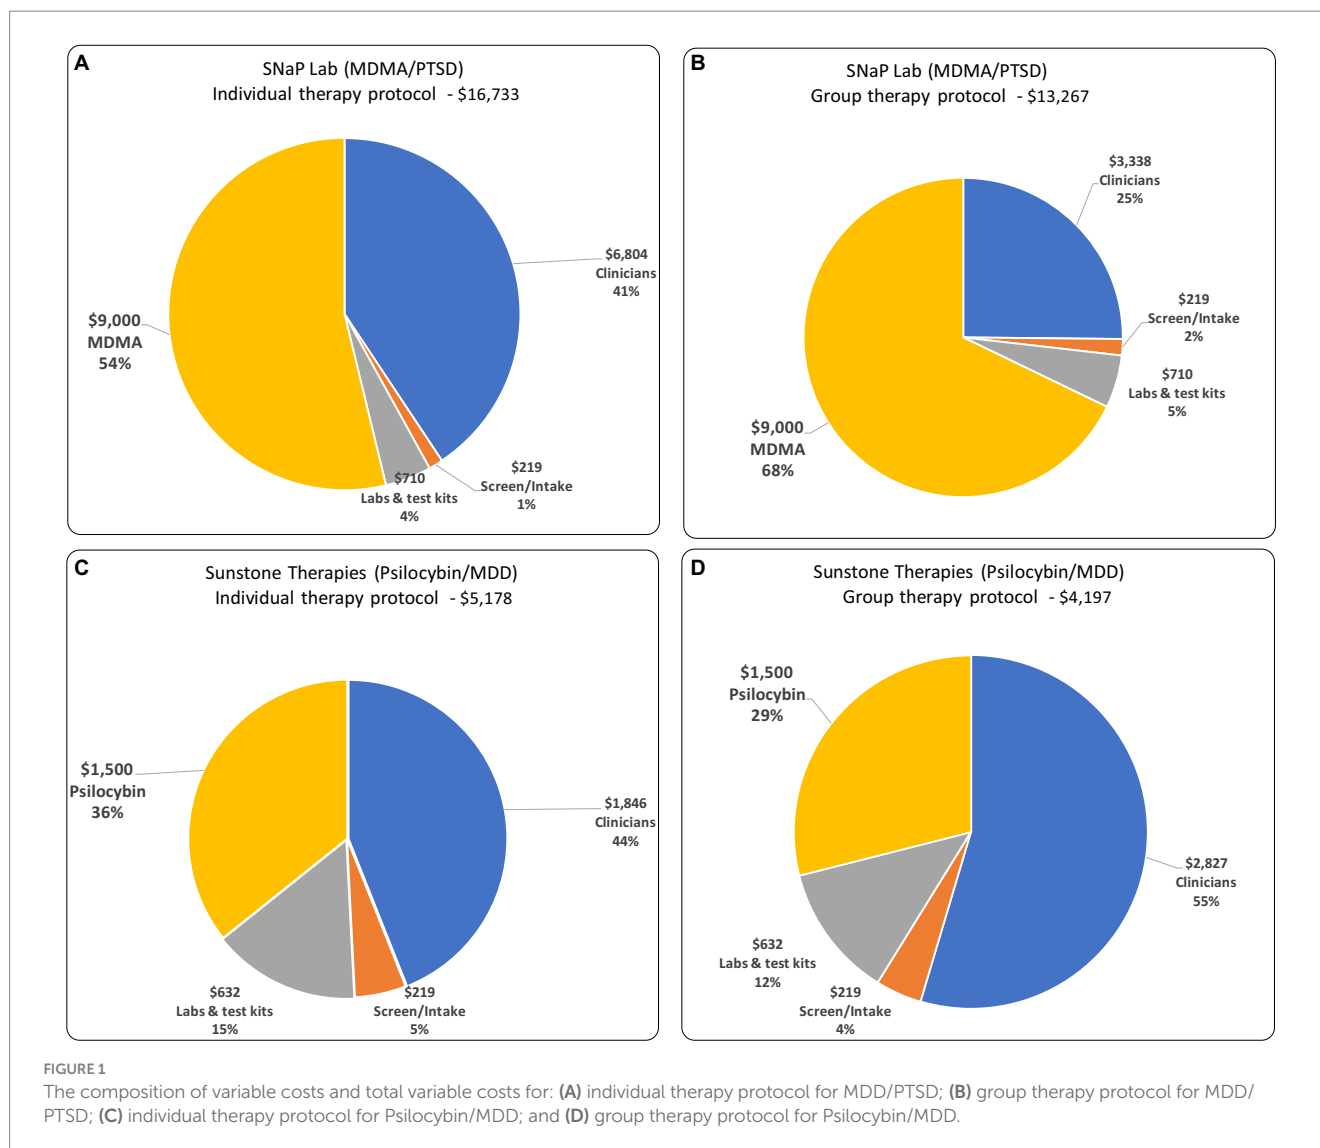 A
SNaP Lab (MDMA/PTSD)
Individual therapy protocol - $16,733
$6,804
Clinicians
41%
$9,000
MDMA
54%
$710
Labs & test kits
4%
$219
Screen/Intake
1%
B
SNaP Lab (MDMA/PTSD)
Group therapy protocol - $13,267
$3,338
Clinicians
25%
$219
Screen/Intake
2%
$710
Labs & test kits
5%
$9,000
MDMA
68%
C
Sunstone Therapies (Psilocybin/MDD)
Individual therapy protocol - $5,178
$1,500
Psilocybin
36%
$1,846
Clinicians
44%
$632
Labs & test kits
15%
$219
Screen/Intake
5%
D
Sunstone Therapies (Psilocybin/MDD)
Group therapy protocol - $4,197
$1,500
Psilocybin
29%
$2,827
Clinicians
55%
$632
Labs & test kits
12%
$219
Screen/Intake
4%
FIGURE 1
The composition of variable costs and total variable costs for: (A) individual therapy protocol for MDD/PTSD; (B) group therapy protocol for MDD/
PTSD; (C) individual therapy protocol for Psilocybin/MDD; and (D) group therapy protocol for Psilocybin/MDD.